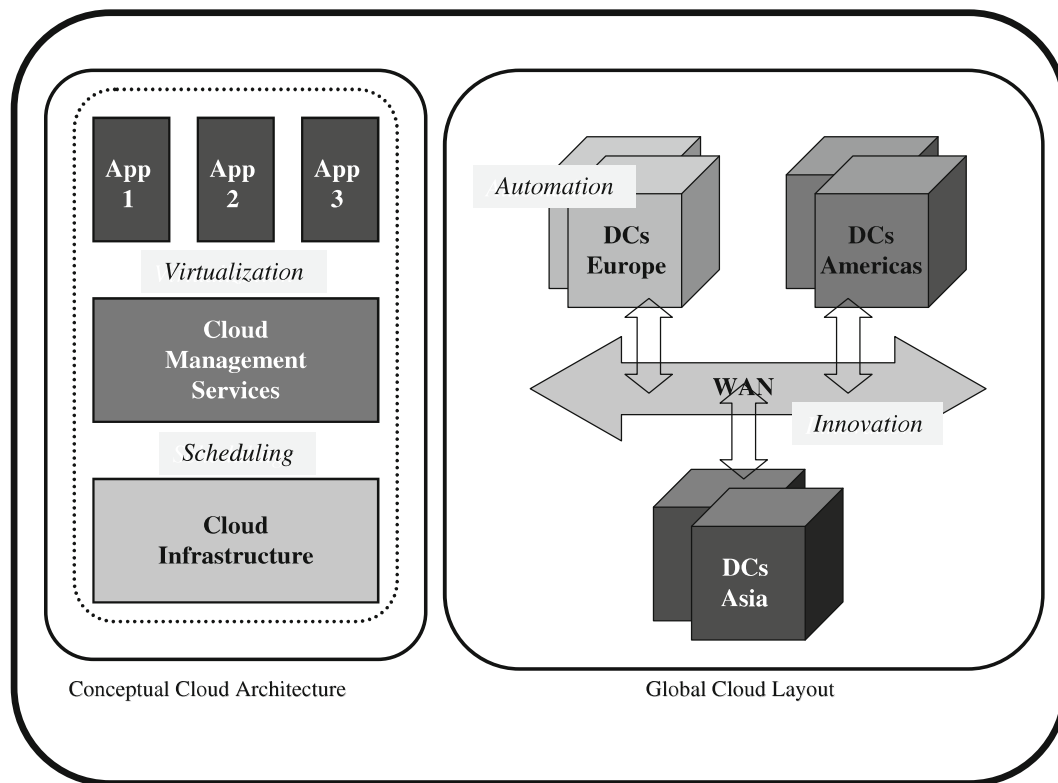 App
1
App
2
App
3
Virtualization
Cloud
Management
Services
Scheduling
Cloud
Infrastructure
Conceptual Cloud Architecture
Automation
DCs
Europe
DCs
Americas
WAN
Innovation
DCs
Asia
Global Cloud Layout